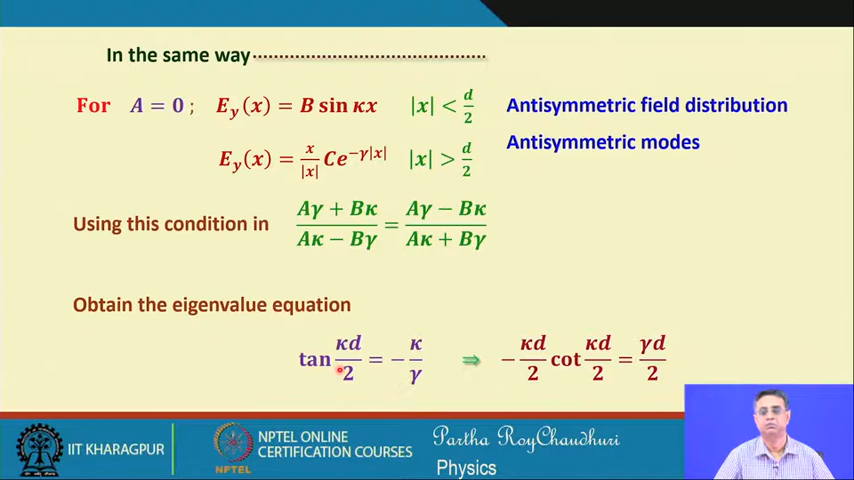 In the same way
For A = 0 ; E_y(x) = B sin κx |x| < d/2 Antisymmetric field distribution
E_y(x) = x/|x| Ce^{−γ|x|} |x| > d/2 Antisymmetric modes
Using this condition in (Aγ + Bκ)/(Aκ − Bγ) = (Aγ − Bκ)/(Aκ + Bγ)
Obtain the eigenvalue equation
tan κd/2 = − κ/γ ⇒ − κd/2 cot κd/2 = γd/2
IIT KHARAGPUR
NPTEL
NPTEL ONLINE
CERTIFICATION COURSES
Partha RoyChaudhuri
Physics